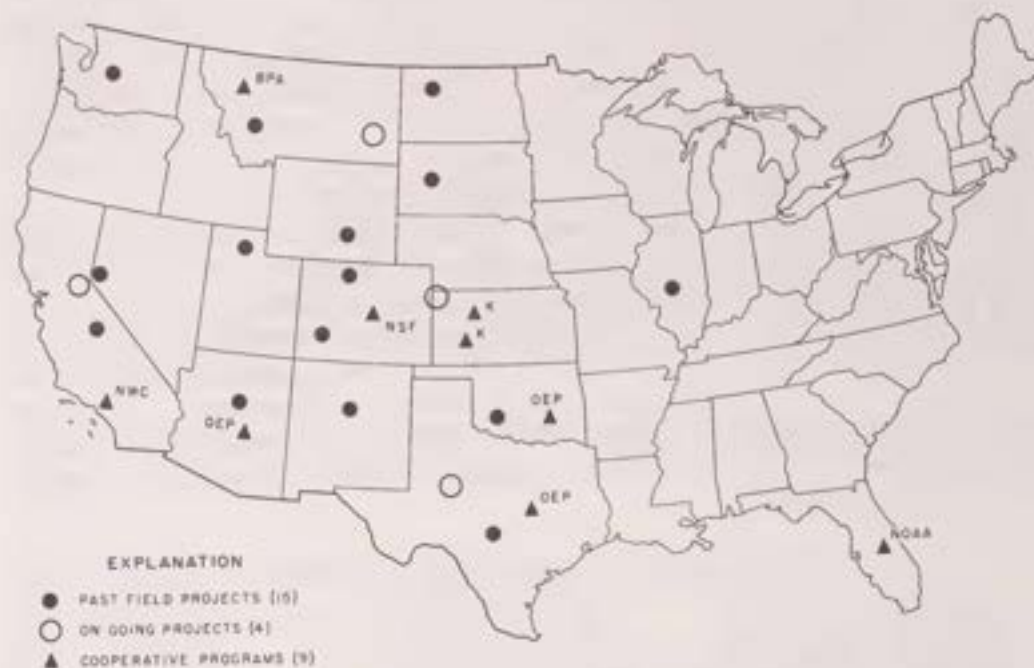 BPA
NSF
K
K
NWC
OEP
OEP
OEP
NOAA
EXPLANATION
PAST FIELD PROJECTS (15)
ON GOING PROJECTS (4)
COOPERATIVE PROGRAMS (9)